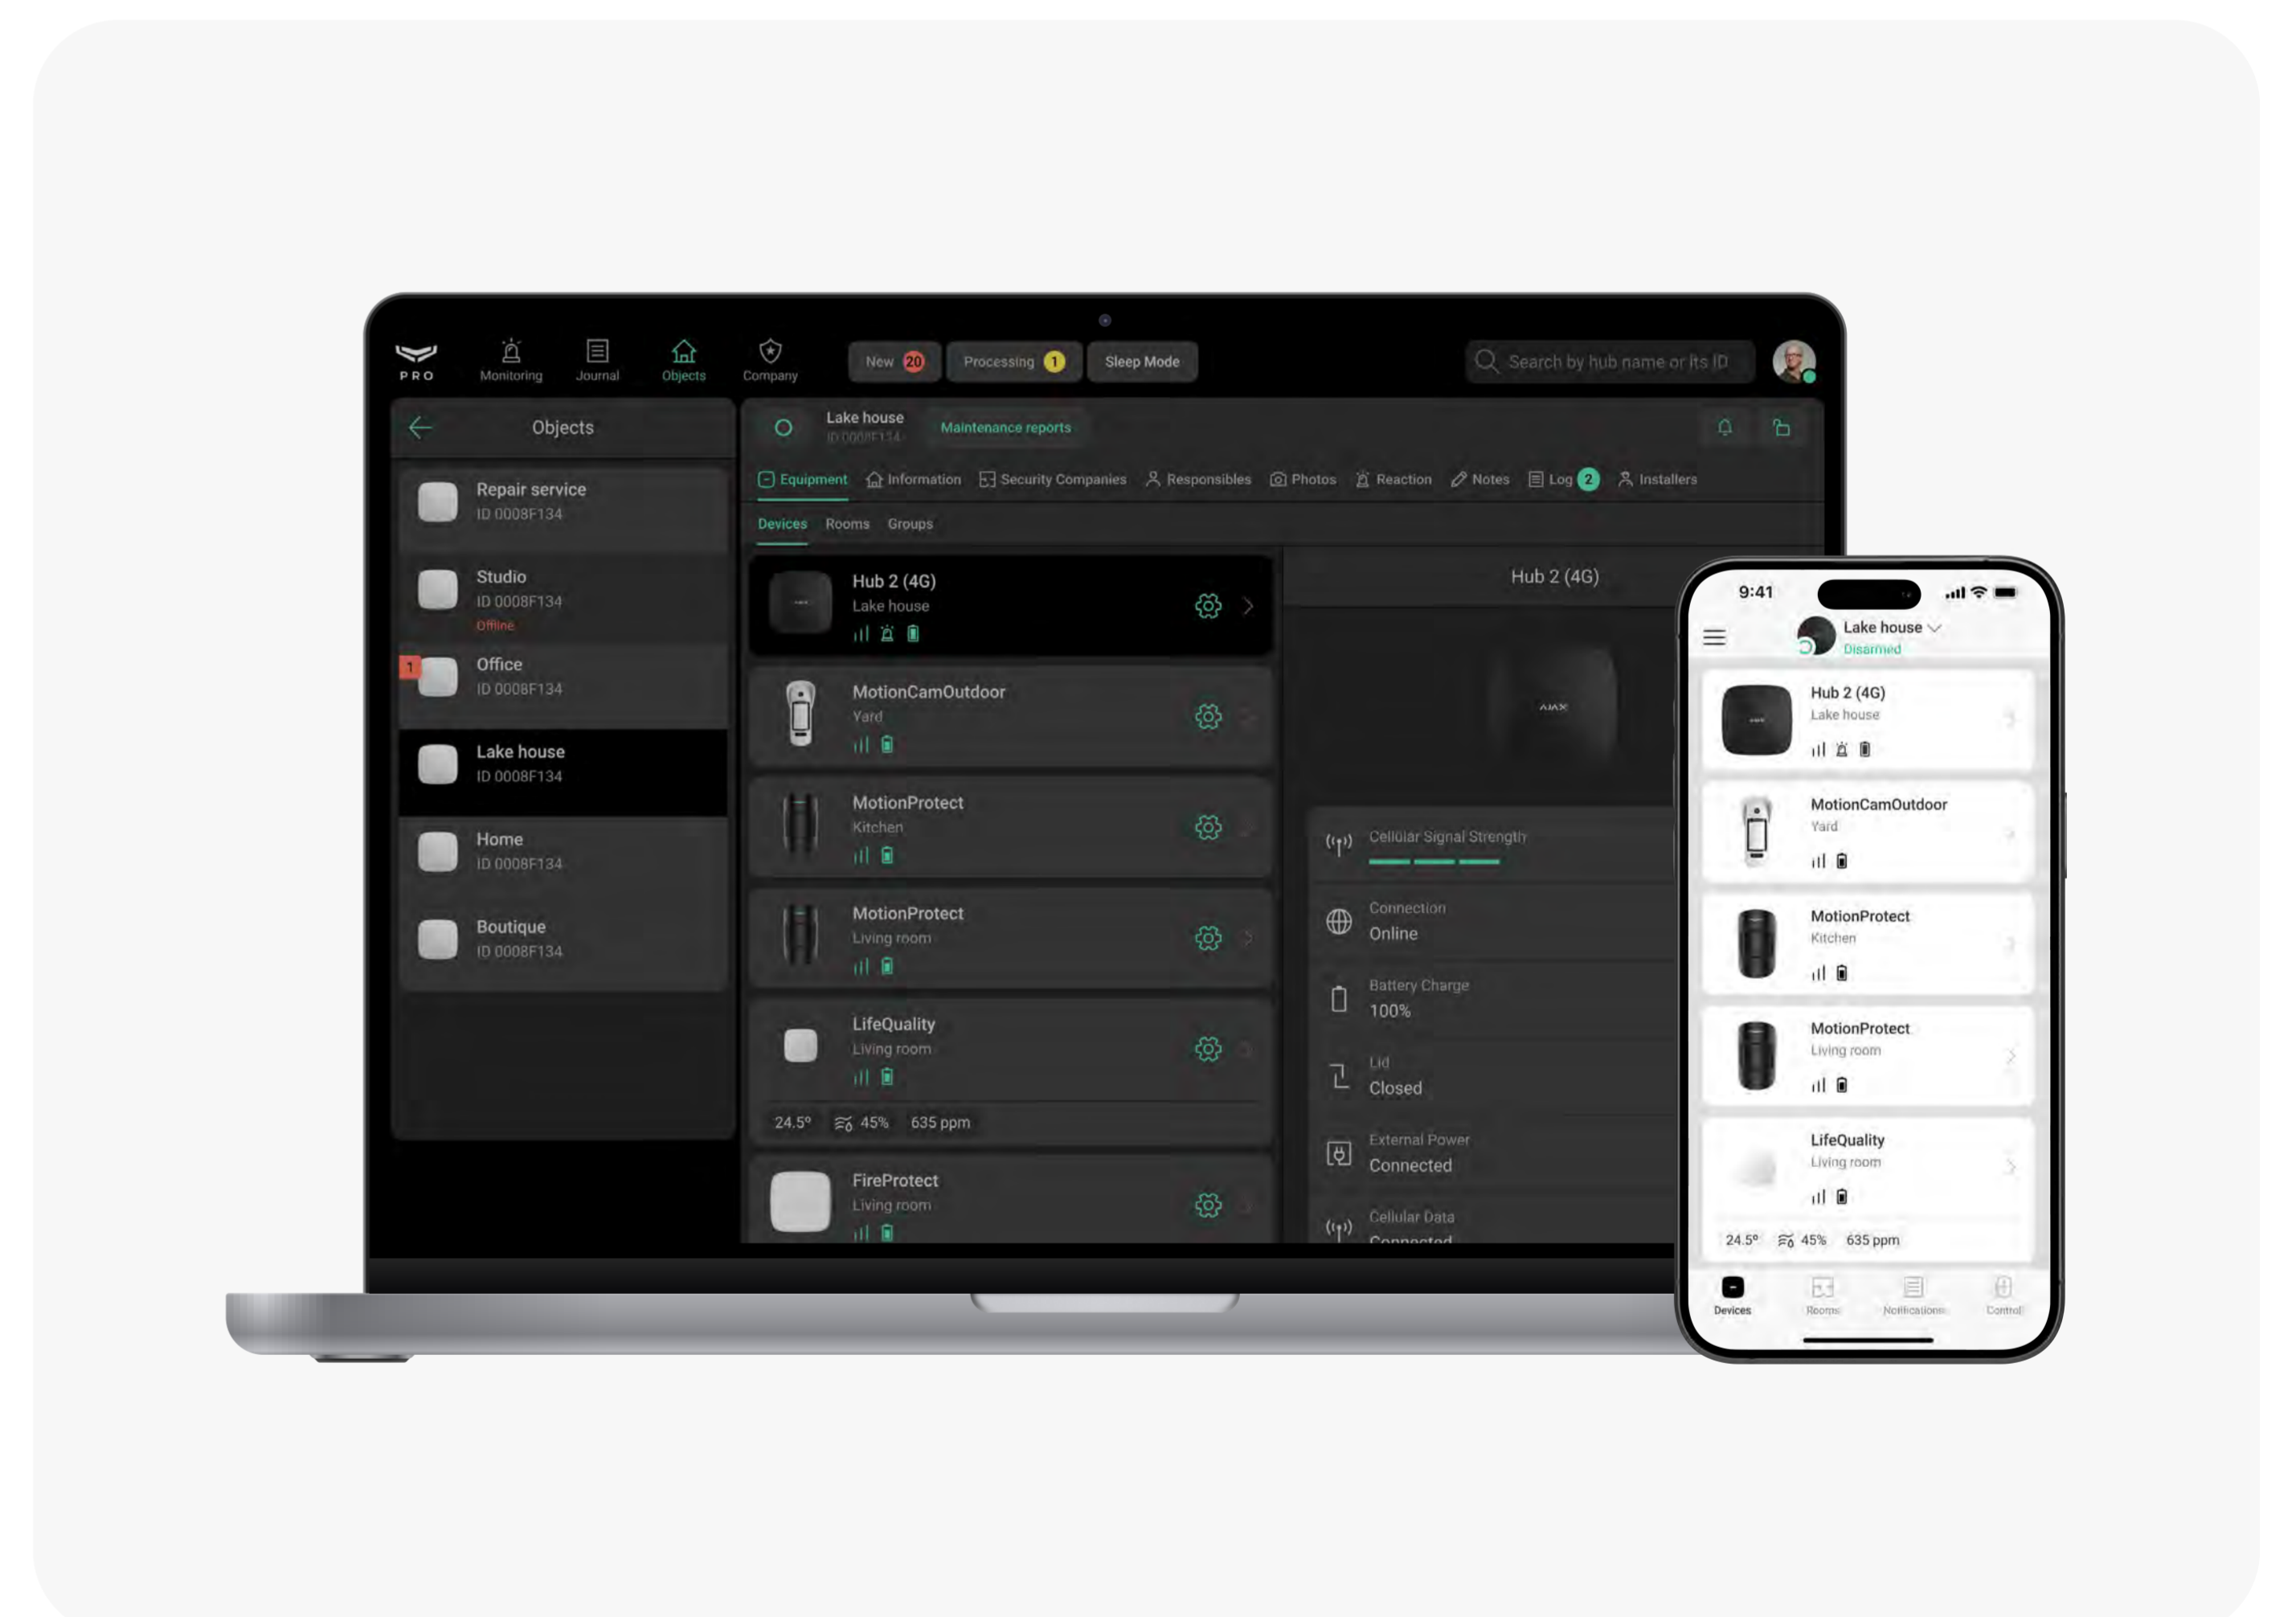 PRO
Monitoring
Journal
Objects
Company
New 20
Processing 1
Sleep Mode
Search by hub name or its ID
Objects
Repair service
ID 0008F134
Studio
ID 0008F134
Offline
1
Office
ID 0008F134
Lake house
ID 0008F134
Home
ID 0008F134
Boutique
ID 0008F134
Lake house
ID 0008F134
Maintenance reports
Equipment Information Security Companies Responsibles Photos Reaction Notes Log 2 Installers
Devices Rooms Groups
Hub 2 (4G)
Lake house
MotionCamOutdoor
Yard
MotionProtect
Kitchen
MotionProtect
Living room
LifeQuality
Living room
24.5° 45% 635 ppm
FireProtect
Living room
Hub 2 (4G)
AJAX
Cellular Signal Strength
Connection
Online
Battery Charge
100%
Lid
Closed
External Power
Connected
Cellular Data
Connected
9:41
Lake house
Disarmed
Hub 2 (4G)
Lake house
MotionCamOutdoor
Yard
MotionProtect
Kitchen
MotionProtect
Living room
LifeQuality
Living room
24.5° 45% 635 ppm
Devices Rooms Notifications Control